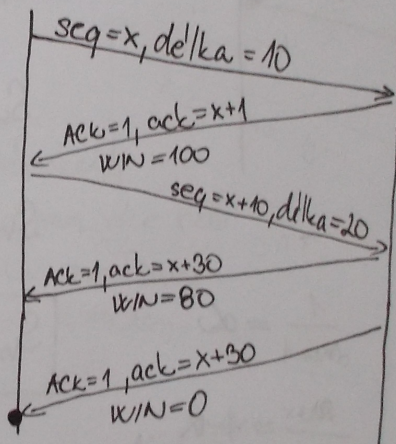 seq=x, délka=10
ACK=1, ack=x+1
WIN=100
seq=x+10, délka=20
ACK=1, ack=x+30
WIN=80
ACK=1, ack=x+30
WIN=0